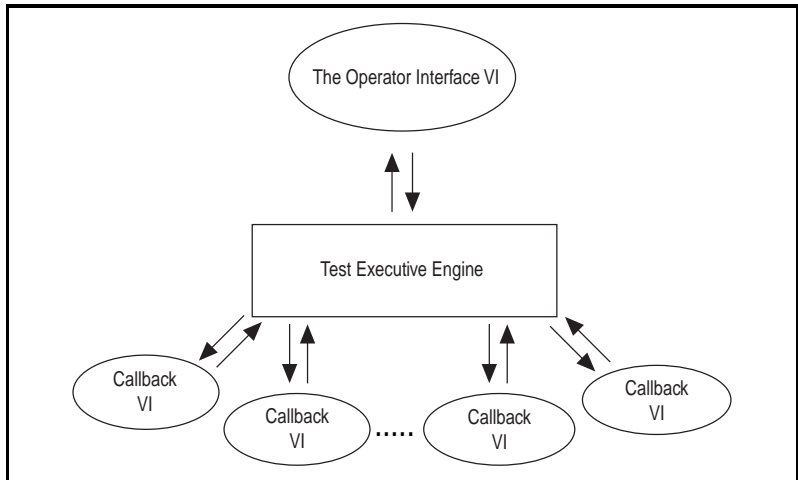 The Operator Interface VI
Test Executive Engine
Callback
VI
Callback
VI
.....
Callback
VI
Callback
VI